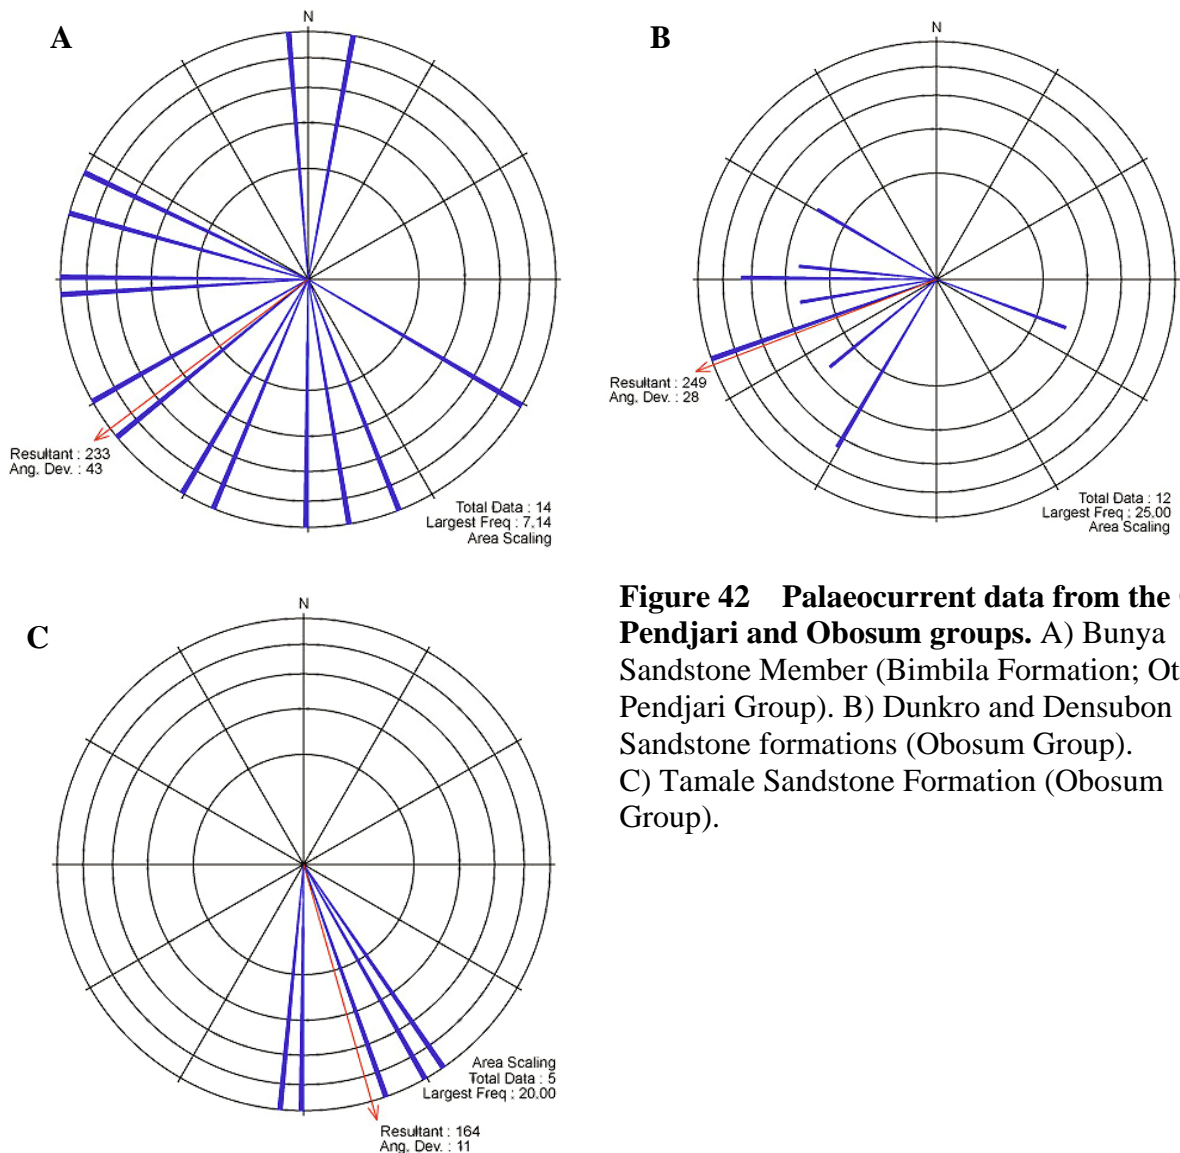 A
N
Resultant : 233
Ang. Dev. : 43
Total Data : 14
Largest Freq : 7.14
Area Scaling
B
N
Resultant : 249
Ang. Dev. : 28
Total Data : 12
Largest Freq : 25.00
Area Scaling
C
N
Area Scaling
Total Data : 5
Largest Freq : 20.00
Resultant : 164
Ang. Dev. : 11
Figure 42 Palaeocurrent data from the
Pendjari and Obosum groups. A) Bunya
Sandstone Member (Bimbila Formation;
Pendjari Group). B) Dunkro and Densubon
Sandstone formations (Obosum Group).
C) Tamale Sandstone Formation (Obosum
Group).